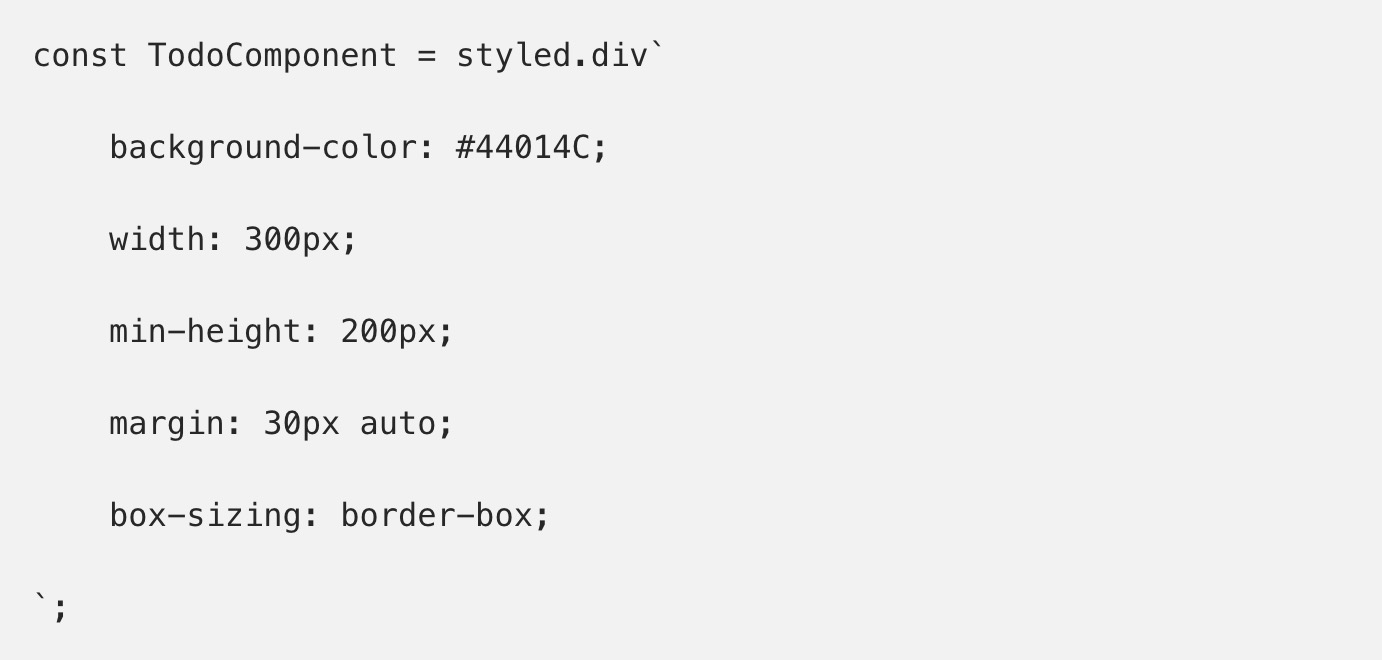 const TodoComponent = styled.div`
    background-color: #44014C;
    width: 300px;
    min-height: 200px;
    margin: 30px auto;
    box-sizing: border-box;
`;